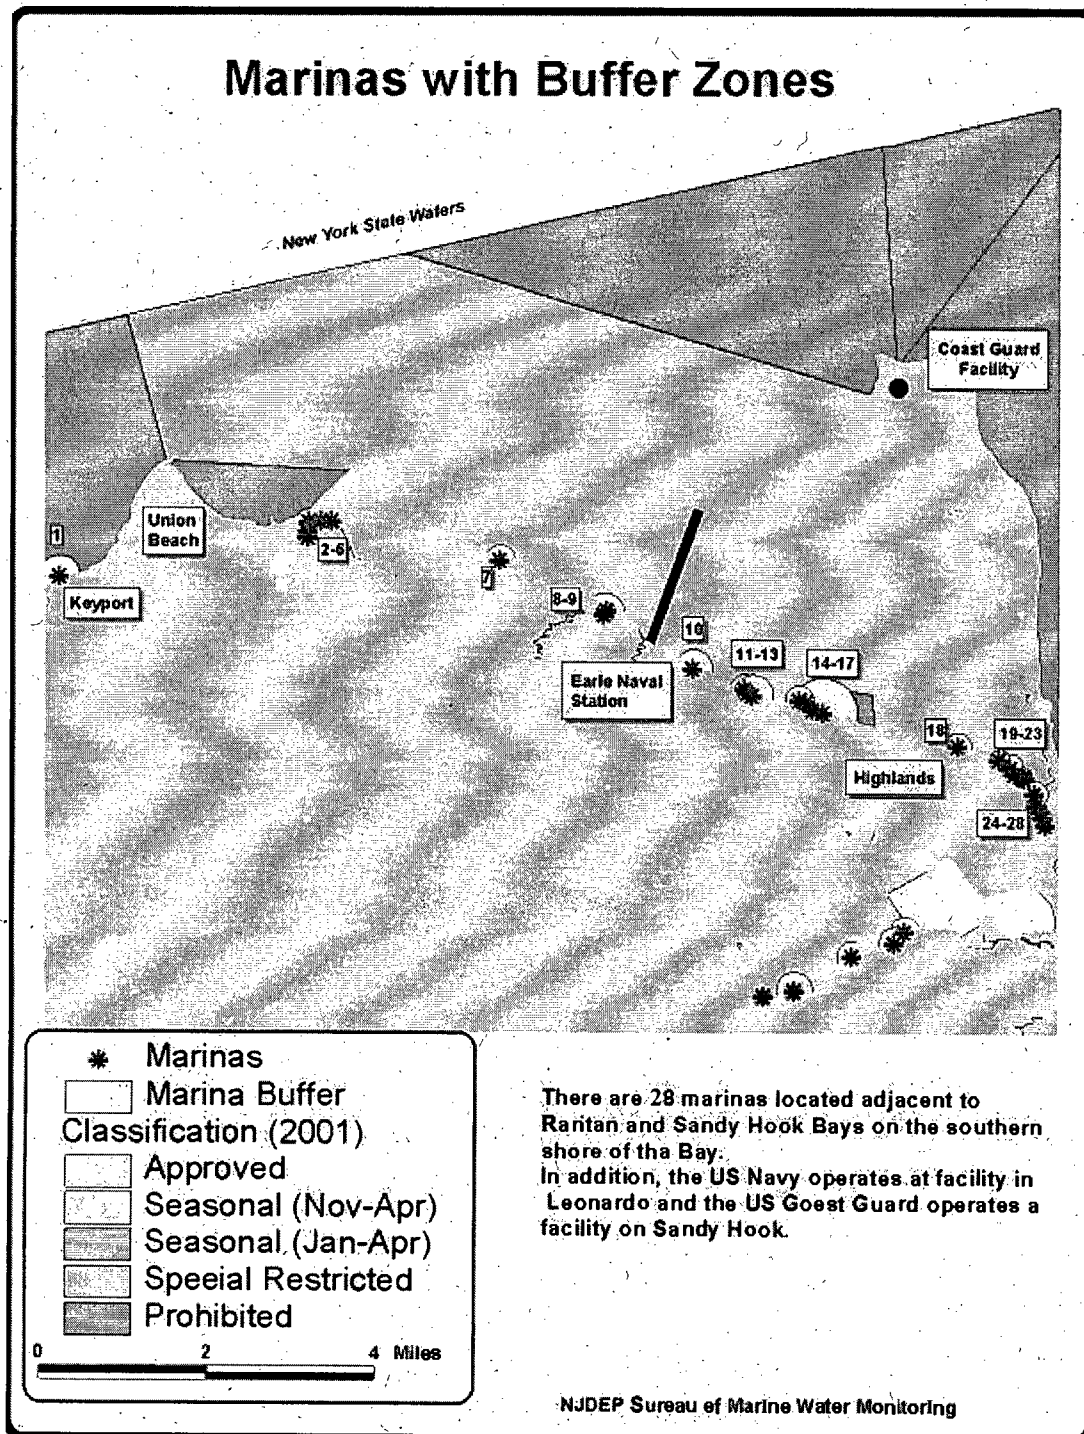 Marinas with Buffer Zones
New York State Waters
Coast Guard
Facility
Union
Beach
1
2-6
Keyport
7
8-9
10
11-13
14-17
Earle Naval
Station
18
19-23
Highlands
24-28
Marinas
Marina Buffer
Classification (2001)
Approved
Seasonal (Nov-Apr)
Seasonal (Jan-Apr)
Speeial Restricted
Prohibited
0 2 4 Miles
There are 28 marinas located adjacent to
Raritan and Sandy Hook Bays on the southern
shore of tha Bay.
In addition, the US Navy operates at facility in
Leonardo and the US Goest Guard operates a
facility on Sandy Hook.
NJDEP Sureau of Marine Water Monitoring